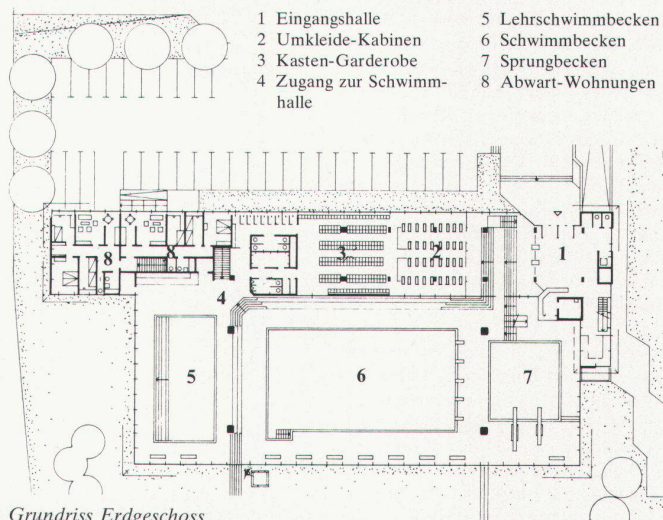 1 Eingangshalle
2 Umkleide-Kabinen
3 Kasten-Garderobe
4 Zugang zur Schwimm-
halle
5 Lehrschwimmbecken
6 Schwimmbecken
7 Sprungbecken
8 Abwart-Wohnungen
8
8
3
2
1
4
5
6
7
Grundriss Erdgeschoss